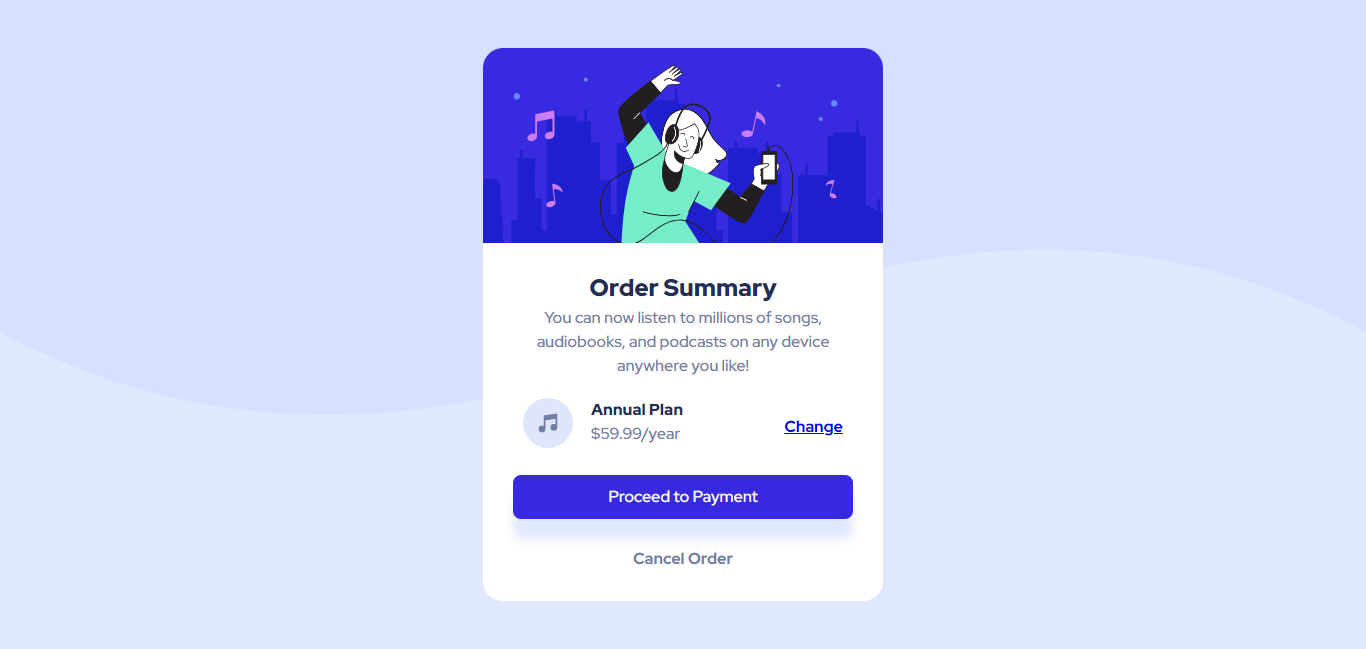 Order Summary
You can now listen to millions of songs,
audiobooks, and podcasts on any device
anywhere you like!
Annual Plan
$59.99/year
Change
Proceed to Payment
Cancel Order